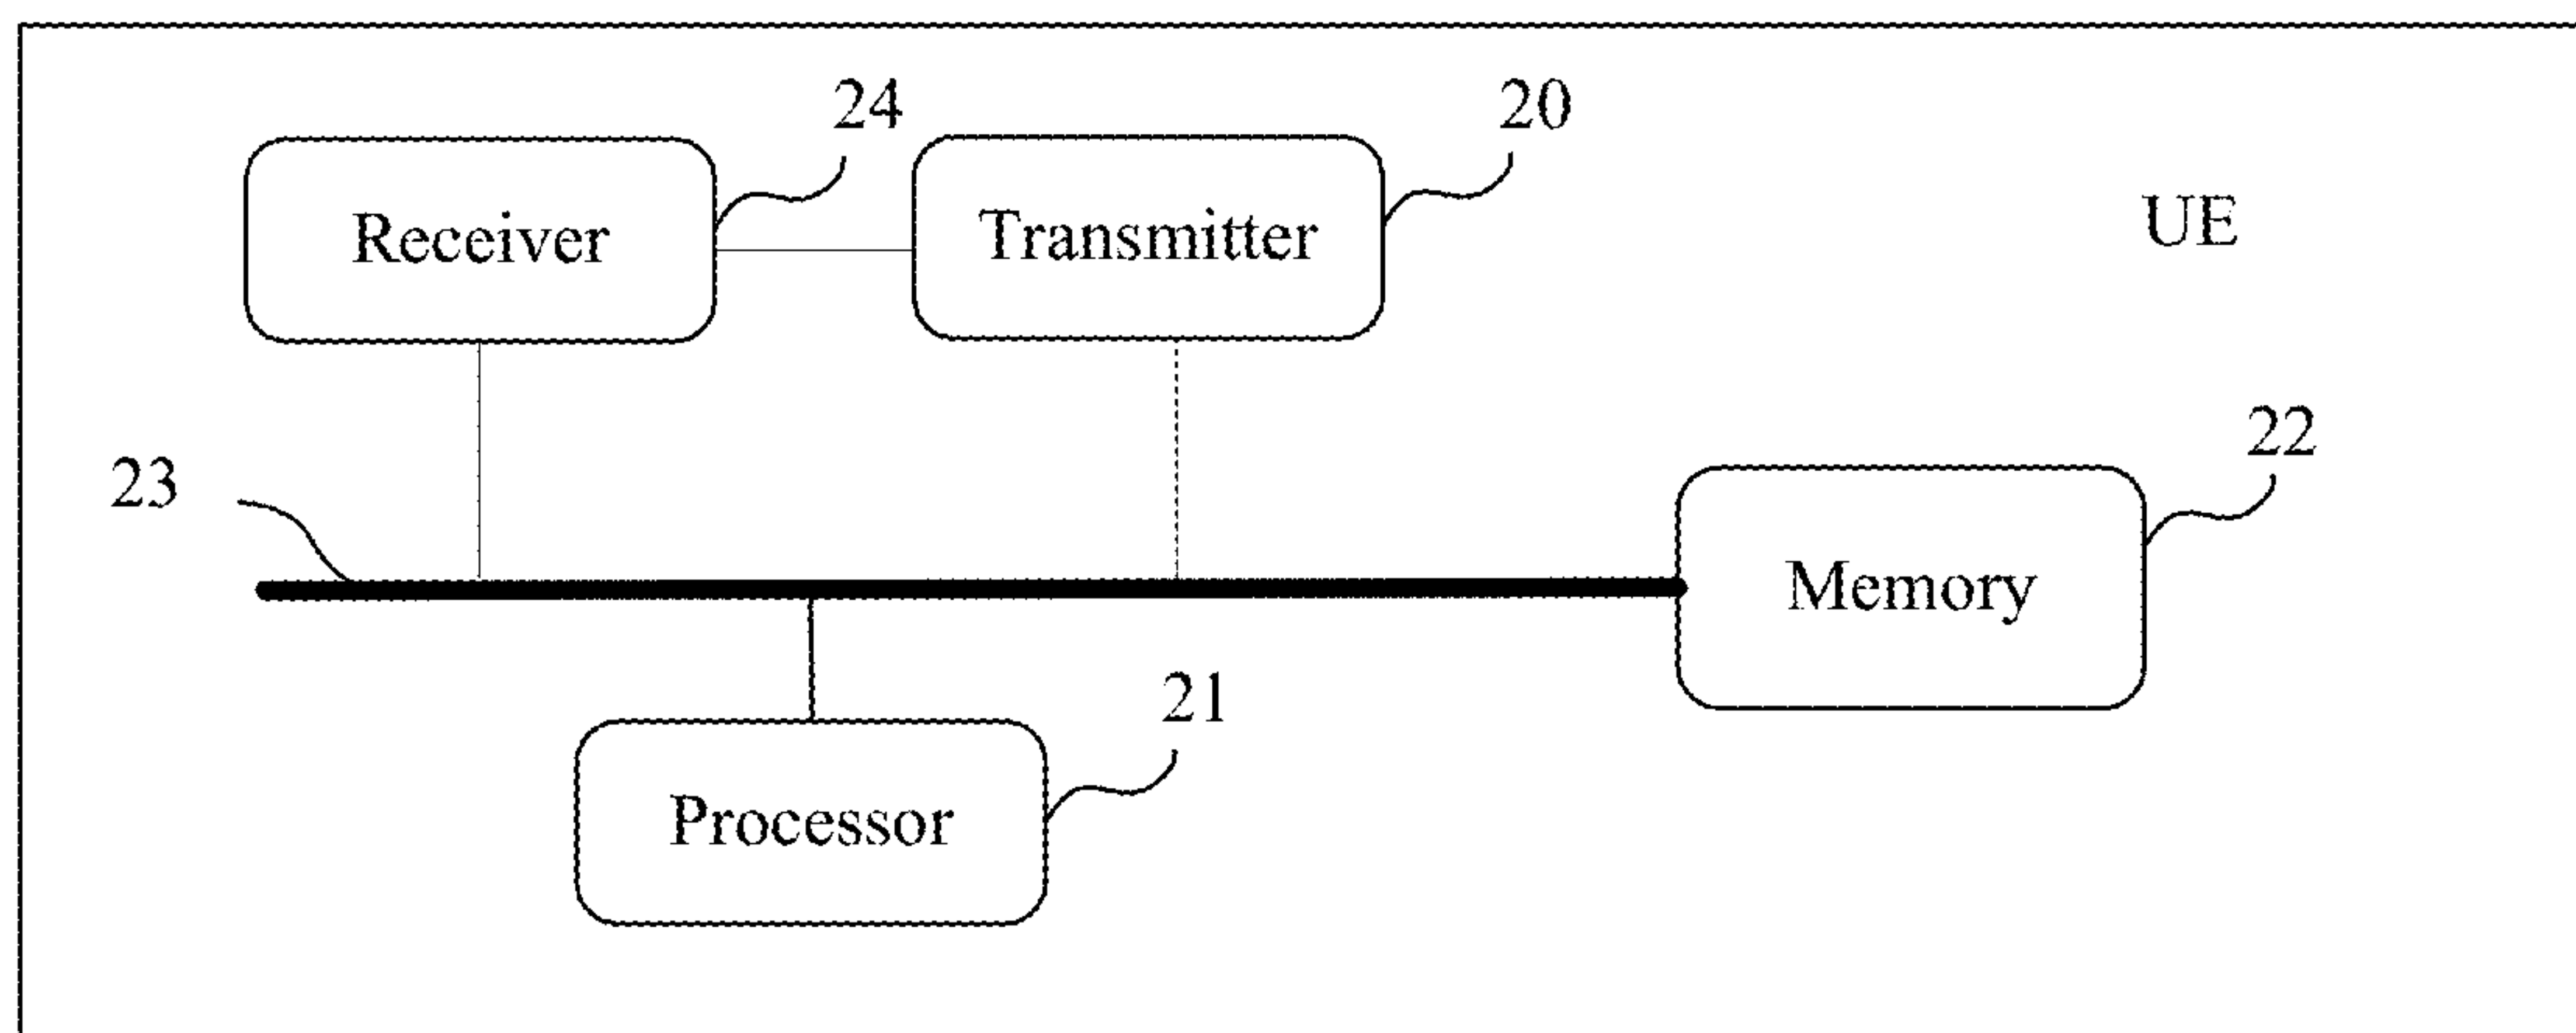 24
20
Receiver
Transmitter
UE
22
23
Memory
21
Processor